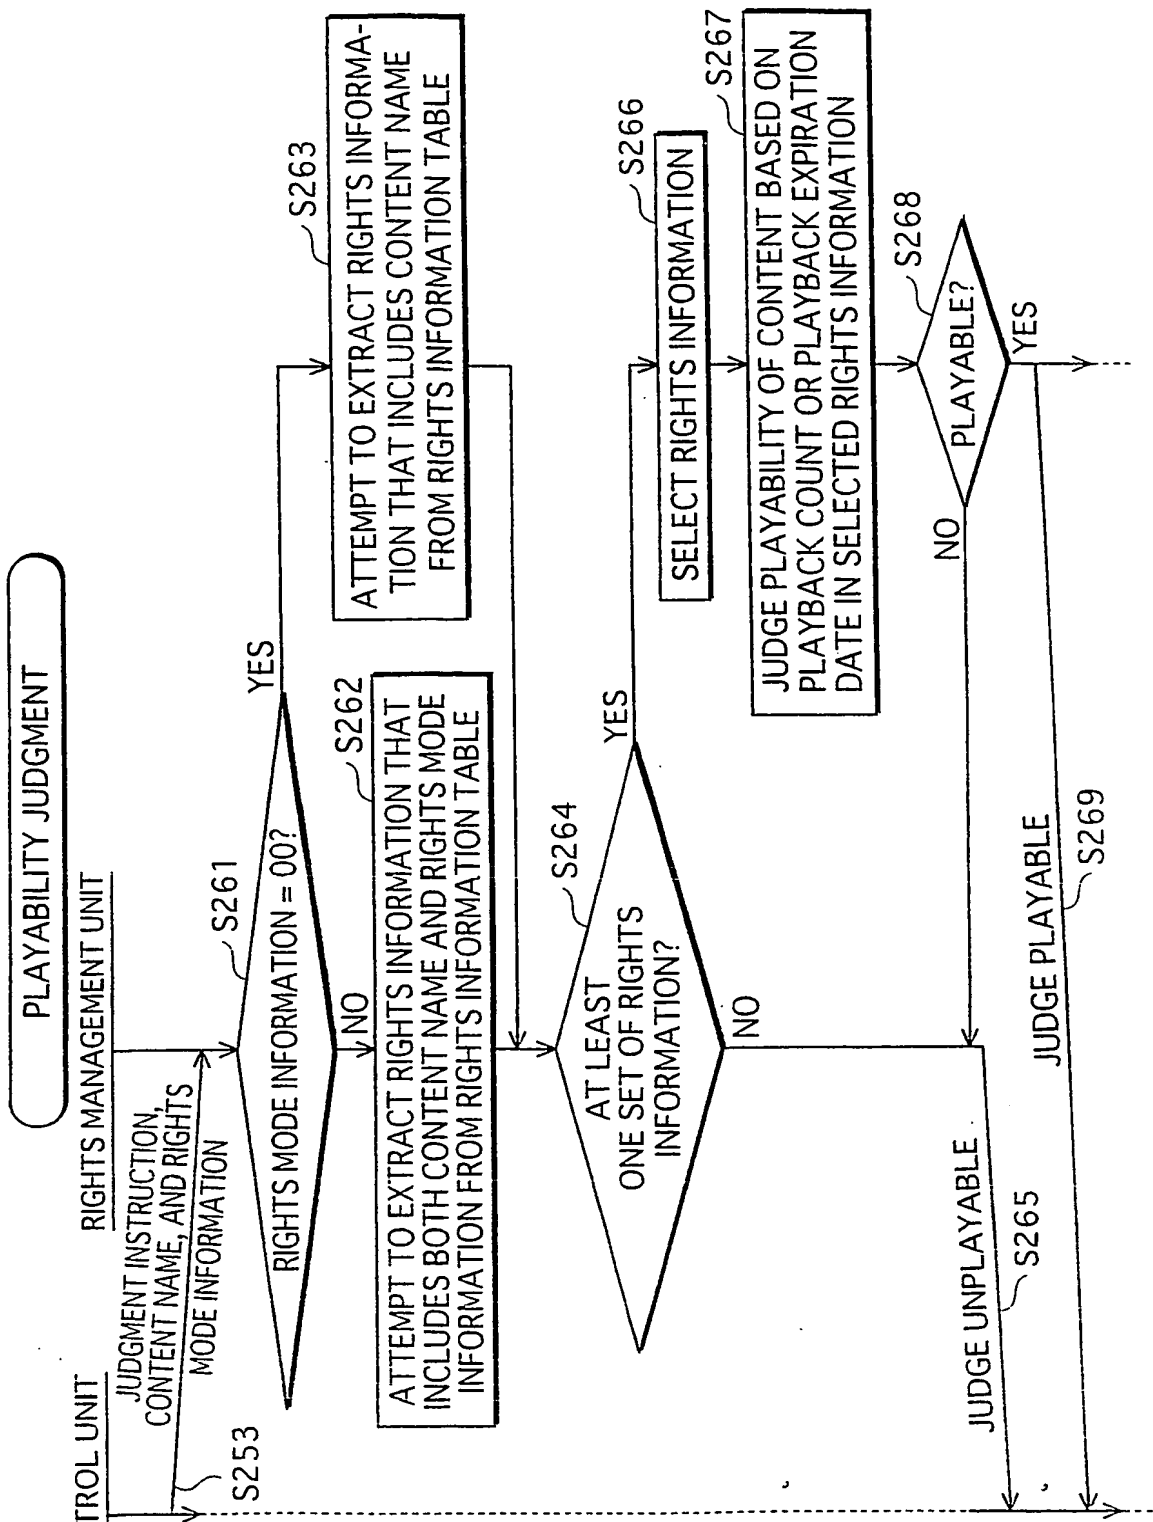 PLAYABILITY JUDGMENT
TROL UNIT
RIGHTS MANAGEMENT UNIT
JUDGMENT INSTRUCTION,
CONTENT NAME, AND RIGHTS
MODE INFORMATION
S253
S261
RIGHTS MODE INFORMATION = 00?
YES
NO
S262
ATTEMPT TO EXTRACT RIGHTS INFORMATION THAT
INCLUDES BOTH CONTENT NAME AND RIGHTS MODE
INFORMATION FROM RIGHTS INFORMATION TABLE
S263
ATTEMPT TO EXTRACT RIGHTS INFORMA-
TION THAT INCLUDES CONTENT NAME
FROM RIGHTS INFORMATION TABLE
S264
AT LEAST
ONE SET OF RIGHTS
INFORMATION?
YES
NO
S266
SELECT RIGHTS INFORMATION
S267
JUDGE PLAYABILITY OF CONTENT BASED ON
PLAYBACK COUNT OR PLAYBACK EXPIRATION
DATE IN SELECTED RIGHTS INFORMATION
S268
PLAYABLE?
NO
YES
JUDGE UNPLAYABLE
S265
JUDGE PLAYABLE
S269